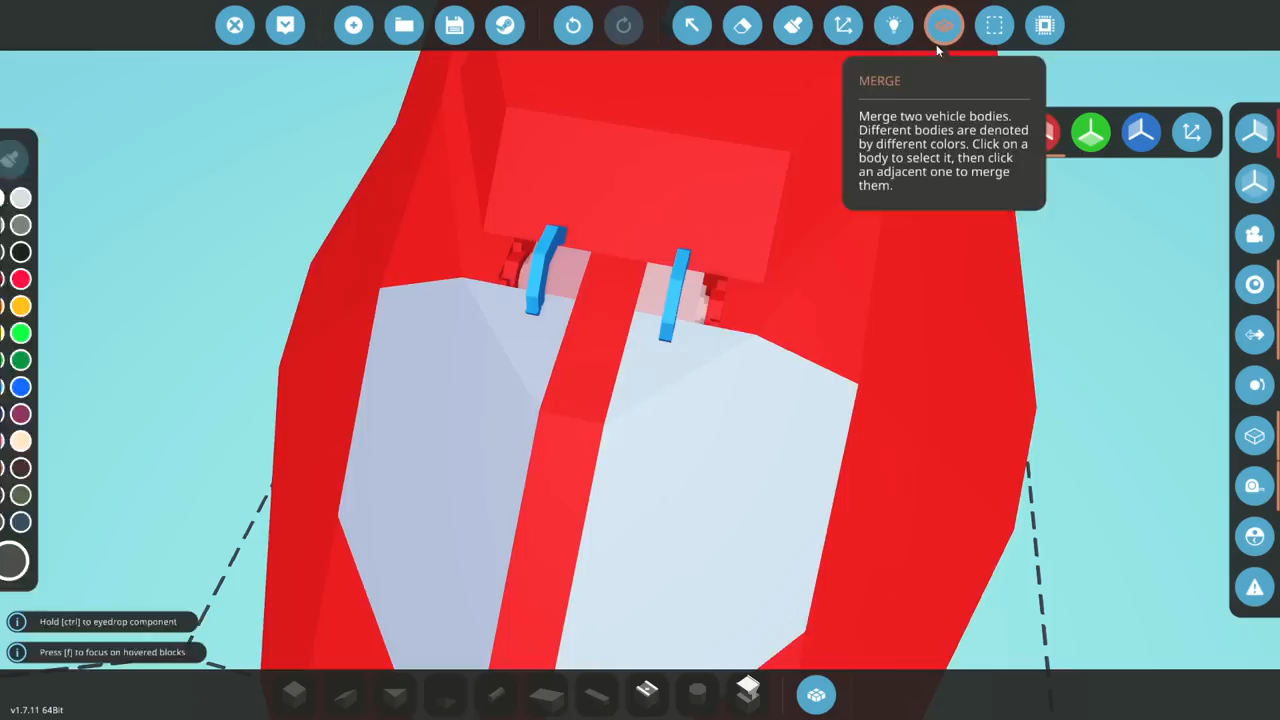 MERGE
Merge two vehicle bodies.
Different bodies are denoted
by different colors. Click on a
body to select it, then click
an adjacent one to merge
them.
Hold [ctrl] to eyedrop component
Press [f] to focus on hovered blocks
v1.7.11 64Bit